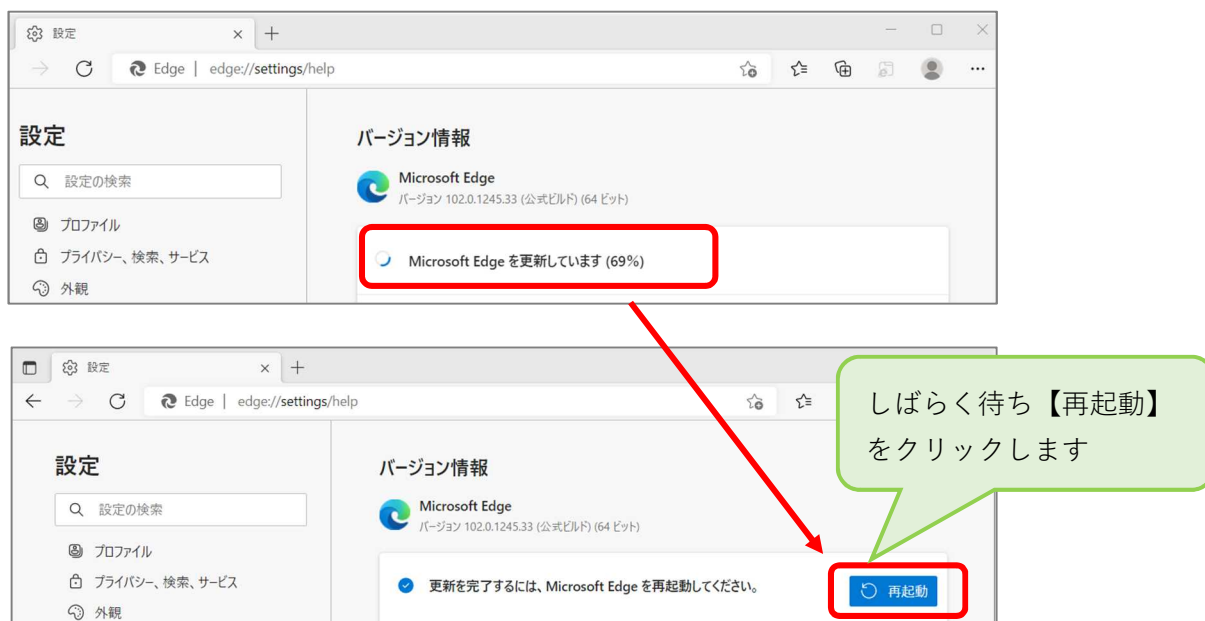 設定
Edge | edge://settings/help
設定
バージョン情報
設定の検索
Microsoft Edge
バージョン 102.0.1245.33 (公式ビルド) (64 ビット)
プロファイル
プライバシー、検索、サービス
Microsoft Edge を更新しています (69%)
外観
設定
Edge | edge://settings/help
しばらく待ち【再起動】
をクリックします
設定
バージョン情報
設定の検索
Microsoft Edge
バージョン 102.0.1245.33 (公式ビルド) (64 ビット)
プロファイル
プライバシー、検索、サービス
更新を完了するには、Microsoft Edge を再起動してください。
再起動
外観